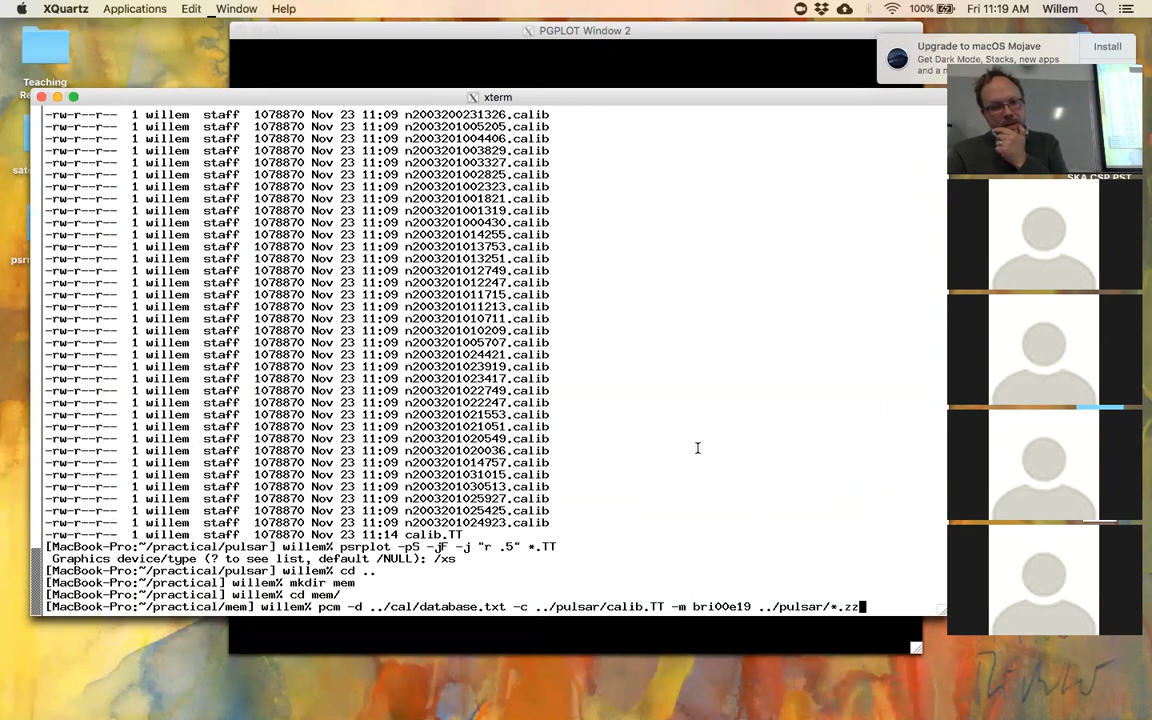 XQuartz Applications Edit Window Help 100% Fri 11:19 AM Willem
PGPLOT Window 2
Upgrade to macOS Mojave
Get Dark Mode, Stacks, new apps
and a n
Install
Teaching
Re
sate
psrn
SKA CSP PST
xterm
-rw-r--r-- 1 willem staff 1078870 Nov 23 11:09 n2003200231326.calib
-rw-r--r-- 1 willem staff 1078870 Nov 23 11:09 n2003201005205.calib
-rw-r--r-- 1 willem staff 1078870 Nov 23 11:09 n2003201004406.calib
-rw-r--r-- 1 willem staff 1078870 Nov 23 11:09 n2003201003829.calib
-rw-r--r-- 1 willem staff 1078870 Nov 23 11:09 n2003201003327.calib
-rw-r--r-- 1 willem staff 1078870 Nov 23 11:09 n2003201002825.calib
-rw-r--r-- 1 willem staff 1078870 Nov 23 11:09 n2003201002323.calib
-rw-r--r-- 1 willem staff 1078870 Nov 23 11:09 n2003201001821.calib
-rw-r--r-- 1 willem staff 1078870 Nov 23 11:09 n2003201001319.calib
-rw-r--r-- 1 willem staff 1078870 Nov 23 11:09 n2003201000430.calib
-rw-r--r-- 1 willem staff 1078870 Nov 23 11:09 n2003201014255.calib
-rw-r--r-- 1 willem staff 1078870 Nov 23 11:09 n2003201013753.calib
-rw-r--r-- 1 willem staff 1078870 Nov 23 11:09 n2003201013251.calib
-rw-r--r-- 1 willem staff 1078870 Nov 23 11:09 n2003201012749.calib
-rw-r--r-- 1 willem staff 1078870 Nov 23 11:09 n2003201012247.calib
-rw-r--r-- 1 willem staff 1078870 Nov 23 11:09 n2003201011715.calib
-rw-r--r-- 1 willem staff 1078870 Nov 23 11:09 n2003201011213.calib
-rw-r--r-- 1 willem staff 1078870 Nov 23 11:09 n2003201010711.calib
-rw-r--r-- 1 willem staff 1078870 Nov 23 11:09 n2003201010209.calib
-rw-r--r-- 1 willem staff 1078870 Nov 23 11:09 n2003201005707.calib
-rw-r--r-- 1 willem staff 1078870 Nov 23 11:09 n2003201024421.calib
-rw-r--r-- 1 willem staff 1078870 Nov 23 11:09 n2003201023919.calib
-rw-r--r-- 1 willem staff 1078870 Nov 23 11:09 n2003201023417.calib
-rw-r--r-- 1 willem staff 1078870 Nov 23 11:09 n2003201022749.calib
-rw-r--r-- 1 willem staff 1078870 Nov 23 11:09 n2003201022247.calib
-rw-r--r-- 1 willem staff 1078870 Nov 23 11:09 n2003201021553.calib
-rw-r--r-- 1 willem staff 1078870 Nov 23 11:09 n2003201021051.calib
-rw-r--r-- 1 willem staff 1078870 Nov 23 11:09 n2003201020549.calib
-rw-r--r-- 1 willem staff 1078870 Nov 23 11:09 n2003201020036.calib
-rw-r--r-- 1 willem staff 1078870 Nov 23 11:09 n2003201014757.calib
-rw-r--r-- 1 willem staff 1078870 Nov 23 11:09 n2003201031015.calib
-rw-r--r-- 1 willem staff 1078870 Nov 23 11:09 n2003201030513.calib
-rw-r--r-- 1 willem staff 1078870 Nov 23 11:09 n2003201025927.calib
-rw-r--r-- 1 willem staff 1078870 Nov 23 11:09 n2003201025425.calib
-rw-r--r-- 1 willem staff 1078870 Nov 23 11:09 n2003201024923.calib
-rw-r--r-- 1 willem staff 1078870 Nov 23 11:14 calib.TT
[MacBook-Pro:~/practical/pulsar] willem% psrplot -pS -jF -j "r .5" *.TT
Graphics device/type (? to see list, default /NULL): /xs
[MacBook-Pro:~/practical/pulsar] willem% cd ..
[MacBook-Pro:~/practical] willem% mkdir mem
[MacBook-Pro:~/practical] willem% cd mem/
[MacBook-Pro:~/practical/mem] willem% pcm -d ../cal/database.txt -c ../pulsar/calib.TT -m bri00e19 ../pulsar/*.zz